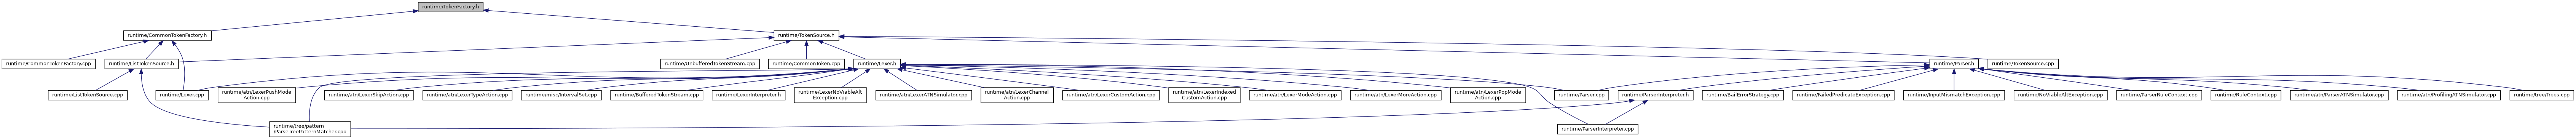 runtime/TokenFactory.h
runtime/CommonTokenFactory.h
runtime/TokenSource.h
runtime/CommonTokenFactory.cpp
runtime/ListTokenSource.h
runtime/UnbufferedTokenStream.cpp
runtime/CommonToken.cpp
runtime/Lexer.h
runtime/Parser.h
runtime/TokenSource.cpp
runtime/ListTokenSource.cpp
runtime/Lexer.cpp
runtime/atn/LexerPushMode
Action.cpp
runtime/atn/LexerSkipAction.cpp
runtime/atn/LexerTypeAction.cpp
runtime/misc/IntervalSet.cpp
runtime/BufferedTokenStream.cpp
runtime/LexerInterpreter.h
runtime/LexerNoViableAlt
Exception.cpp
runtime/atn/LexerATNSimulator.cpp
runtime/atn/LexerChannel
Action.cpp
runtime/atn/LexerCustomAction.cpp
runtime/atn/LexerIndexed
CustomAction.cpp
runtime/atn/LexerModeAction.cpp
runtime/atn/LexerMoreAction.cpp
runtime/atn/LexerPopMode
Action.cpp
runtime/Parser.cpp
runtime/ParserInterpreter.h
runtime/BailErrorStrategy.cpp
runtime/FailedPredicateException.cpp
runtime/InputMismatchException.cpp
runtime/NoViableAltException.cpp
runtime/ParserRuleContext.cpp
runtime/RuleContext.cpp
runtime/atn/ParserATNSimulator.cpp
runtime/atn/ProfilingATNSimulator.cpp
runtime/tree/Trees.cpp
runtime/tree/pattern
/ParseTreePatternMatcher.cpp
runtime/ParserInterpreter.cpp